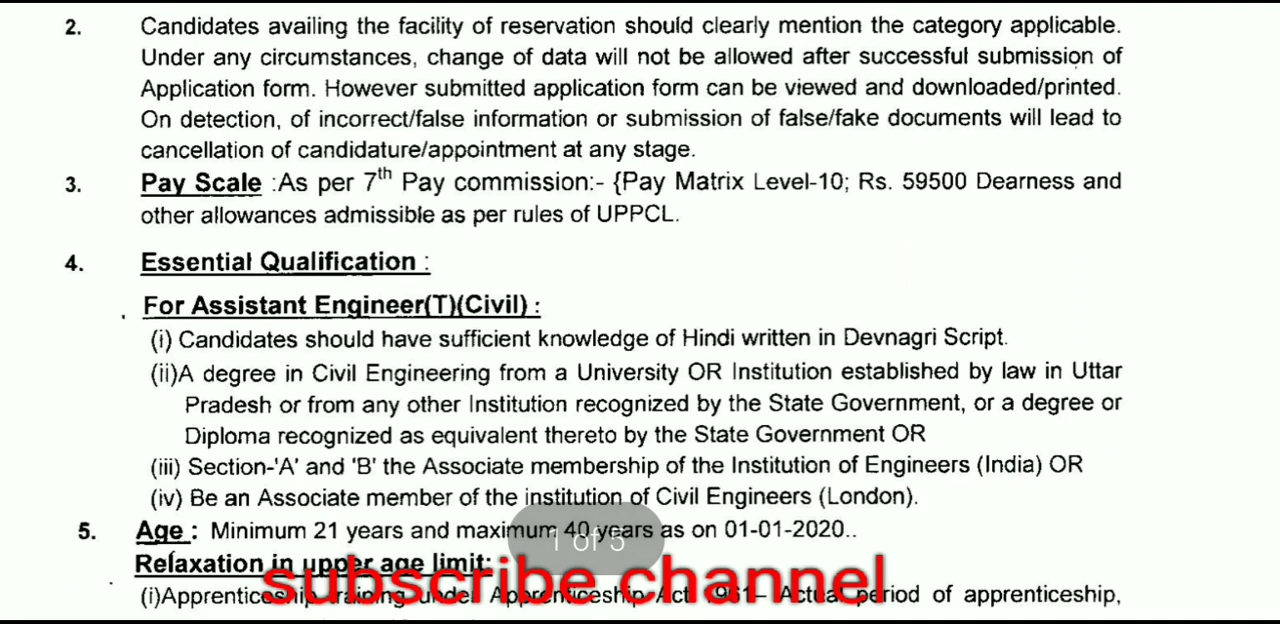 2. Candidates availing the facility of reservation should clearly mention the category applicable.
Under any circumstances, change of data will not be allowed after successful submission of
Application form. However submitted application form can be viewed and downloaded/printed.
On detection, of incorrect/false information or submission of false/fake documents will lead to
cancellation of candidature/appointment at any stage.
3. Pay Scale :As per 7th Pay commission:- {Pay Matrix Level-10; Rs. 59500 Dearness and
other allowances admissible as per rules of UPPCL.
4. Essential Qualification :
For Assistant Engineer(T)(Civil) :
(i) Candidates should have sufficient knowledge of Hindi written in Devnagri Script.
(ii)A degree in Civil Engineering from a University OR Institution established by law in Uttar
Pradesh or from any other Institution recognized by the State Government, or a degree or
Diploma recognized as equivalent thereto by the State Government OR
(iii) Section-'A' and 'B' the Associate membership of the Institution of Engineers (India) OR
(iv) Be an Associate member of the institution of Civil Engineers (London).
5. Age : Minimum 21 years and maximum 40 years as on 01-01-2020..
1 of 5
Relaxation in upper age limit:
subscribe channel
(i)Apprenticeship training under Apprenticeship Act 1961- Actual period of apprenticeship,